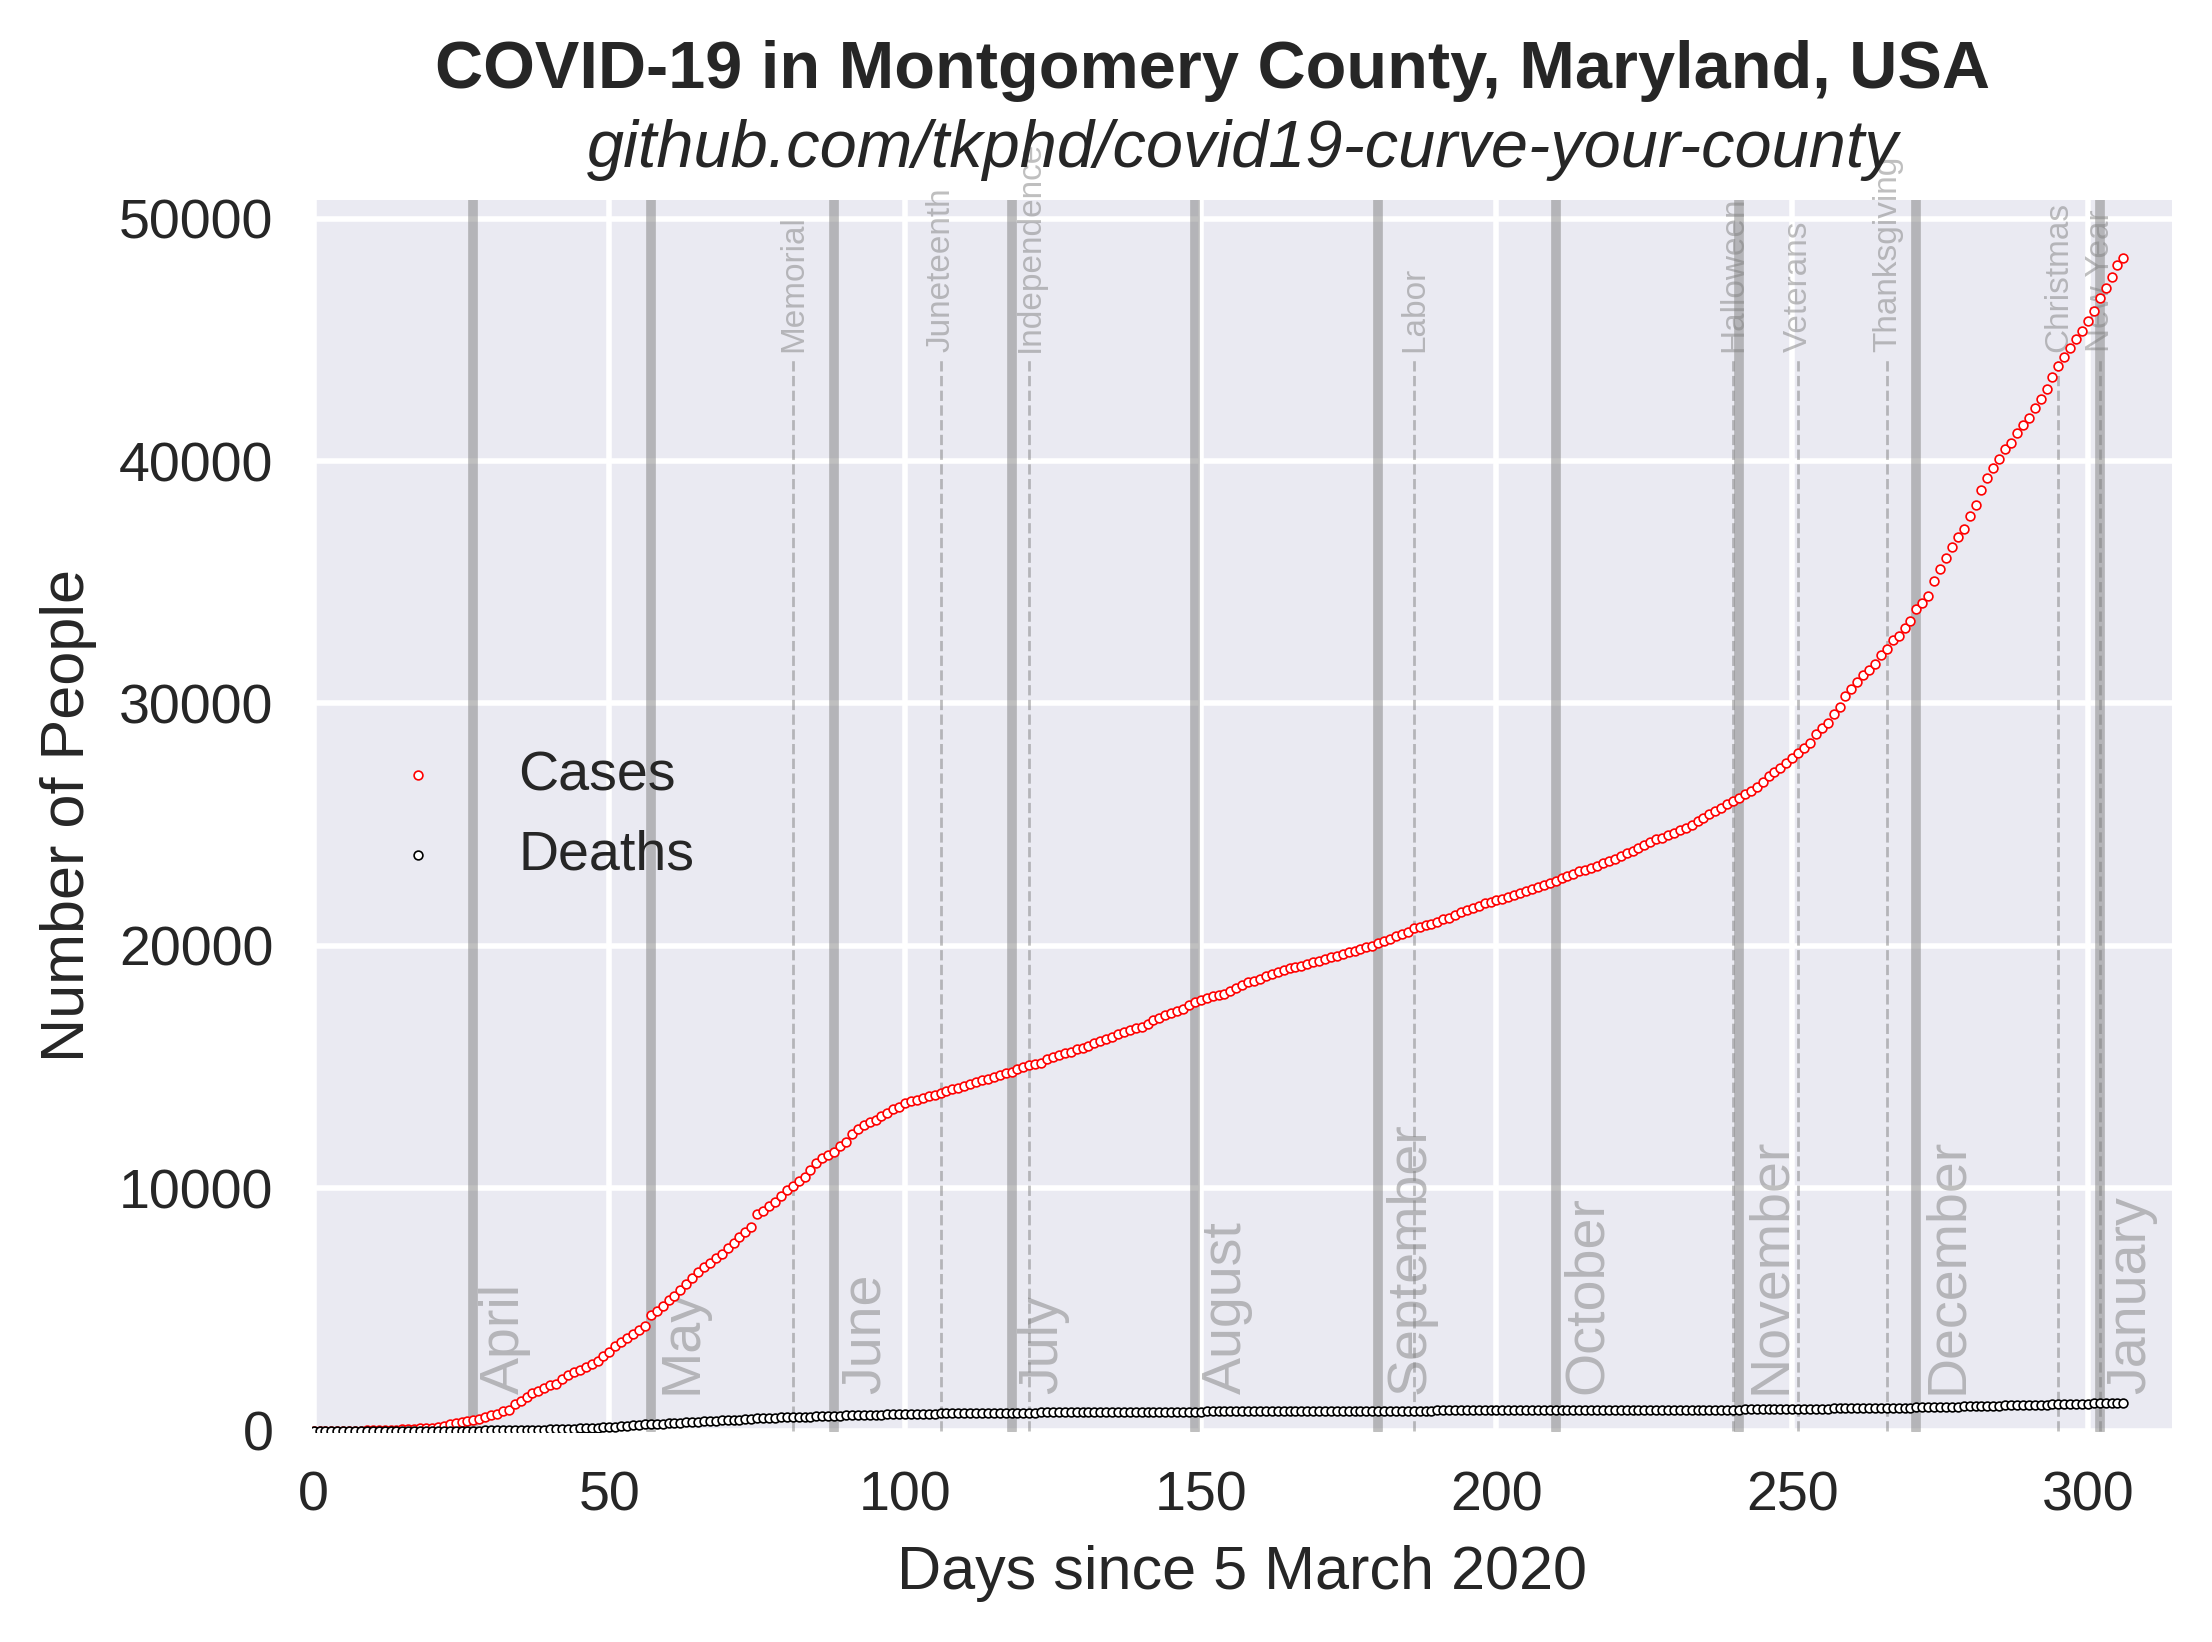 COVID-19 in Montgomery County, Maryland, USA
github.com/tkphd/covid19-curve-your-county
Number of People
50000
40000
30000
20000
10000
0
Memorial
Juneteenth
Independence
Labor
Halloween
Veterans
Thanksgiving
Christmas
New Year
Cases
Deaths
April
May
June
July
August
September
October
November
December
January
0 50 100 150 200 250 300
Days since 5 March 2020